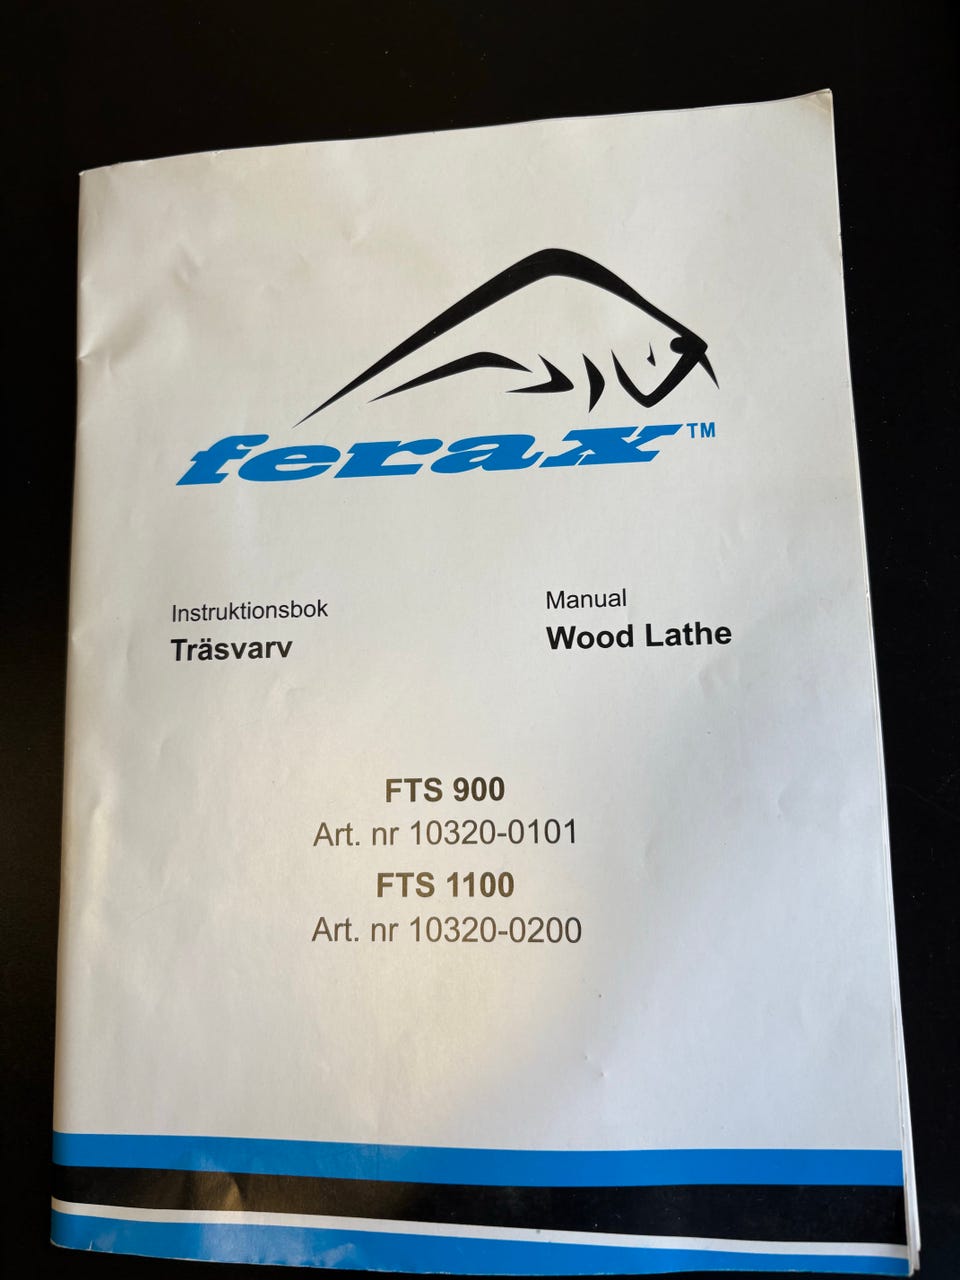 ferax™
Instruktionsbok
Träsvarv
Manual
Wood Lathe
FTS 900
Art. nr 10320-0101
FTS 1100
Art. nr 10320-0200